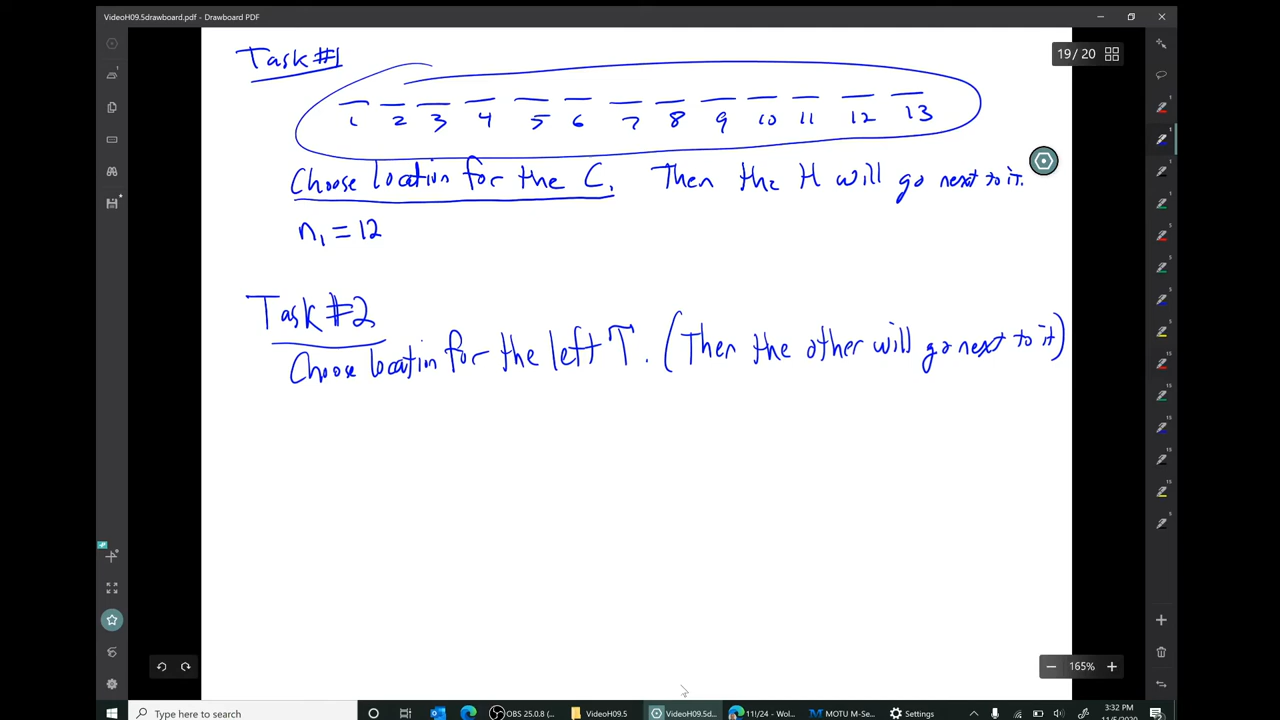 VideoH09.5drawboard.pdf - Drawboard PDF
19/20
Task #1
1 2 3 4 5 6 7 8 9 10 11 12 13
Choose location for the C. Then the H will go next to it.
n₁ = 12
Task #2
Choose location for the left T. (Then the other will go next to it)
165%
Type here to search
OBS 25.0.8 (...
VideoH09.5
VideoH09.5d...
11l/24 - Wol...
MOTU M-Se...
Settings
3:32 PM